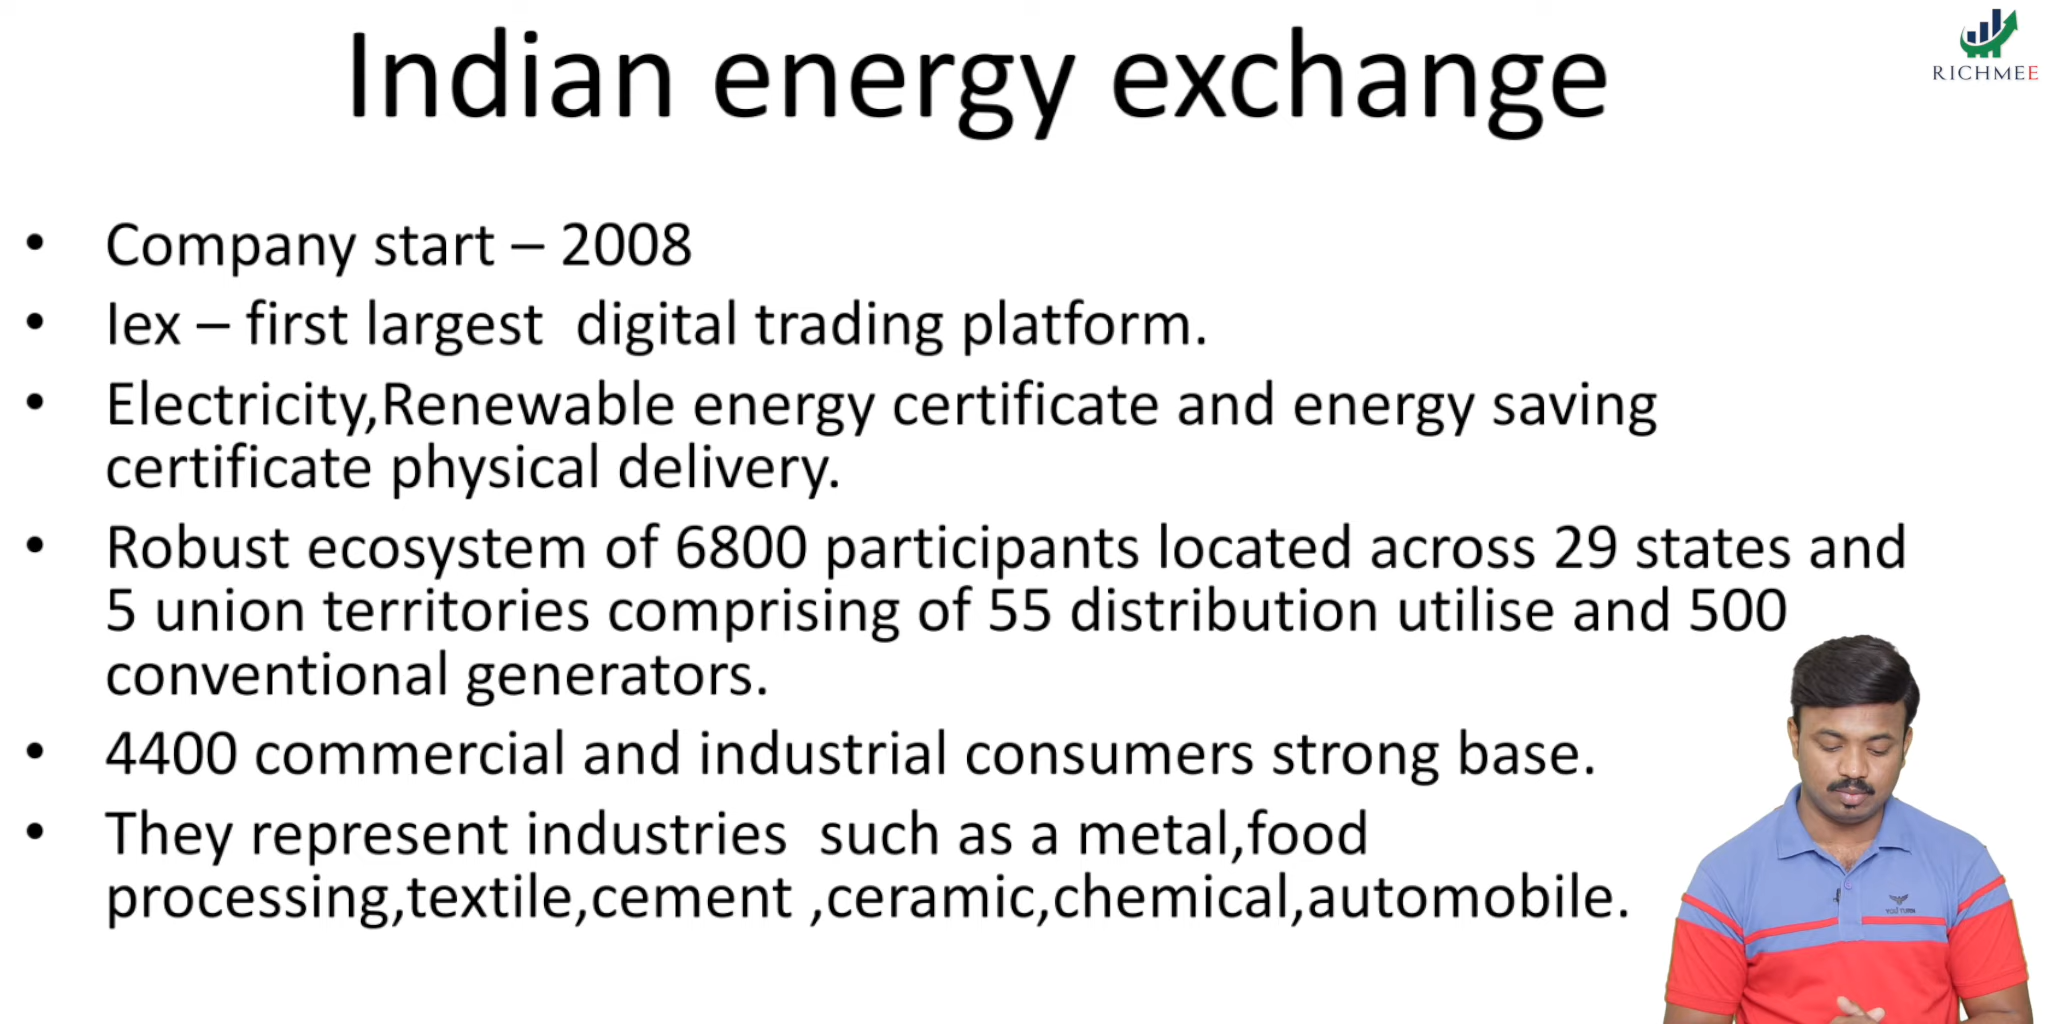 Indian energy exchange
RICHMEE
• Company start – 2008
• Iex – first largest  digital trading platform.
• Electricity,Renewable energy certificate and energy saving
certificate physical delivery.
• Robust ecosystem of 6800 participants located across 29 states and
5 union territories comprising of 55 distribution utilise and 500
conventional generators.
• 4400 commercial and industrial consumers strong base.
• They represent industries  such as a metal,food
processing,textile,cement ,ceramic,chemical,automobile.